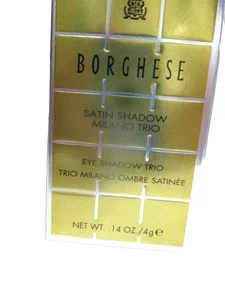 BORGHESE
SATIN SHADOW
MILANO TRIO
EYE SHADOW TRIO
TRIO MILANO OMBRE SATINÉE
NET WT. .14 OZ./4g℮